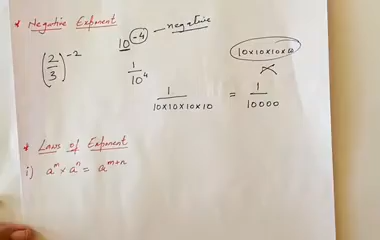 * Negative Exponent
10^(-4) → negative
(2/3)^-2
1/10^4
10×10×10×10
1/(10×10×10×10) = 1/10000
* Laws of Exponent
i) a^m × a^n = a^(m+n)